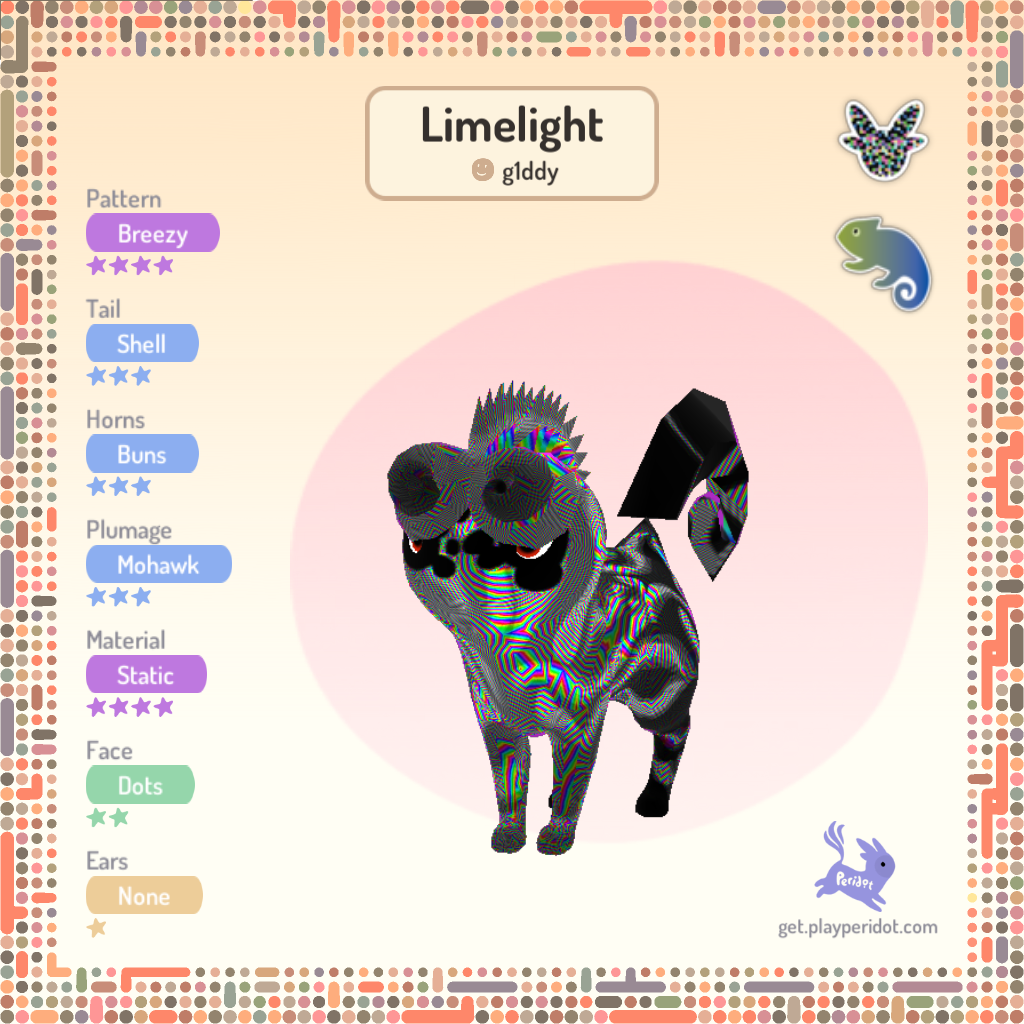 Limelight
g1ddy
Pattern
Breezy
Tail
Shell
Horns
Buns
Plumage
Mohawk
Material
Static
Face
Dots
Ears
None
Peridot
get.playperidot.com